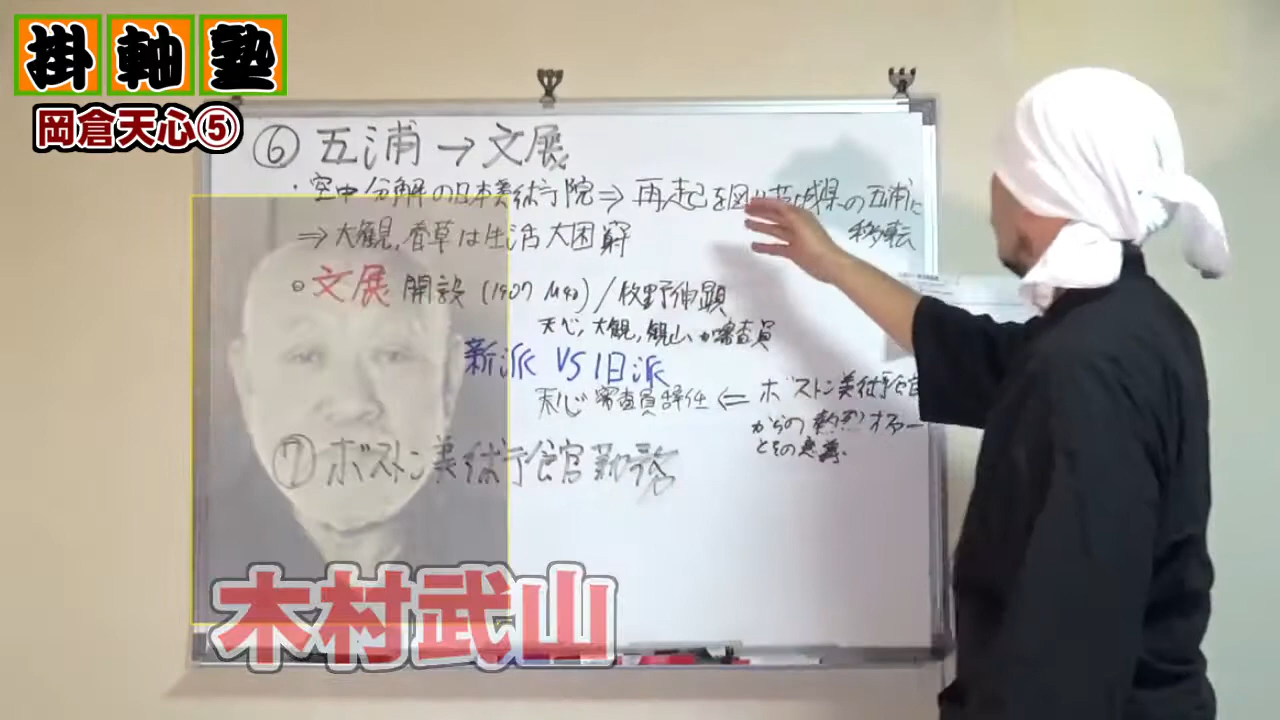 掛軸塾
岡倉天心⑤
⑥ 五浦→文展
・空中分解の日本美術院⇒再起を図り茨城県の五浦に
移転
⇒大観,春草は生活大困窮
◎文展 開設 (1907 M40)/牧野伸顕
天心,大観,観山が審査員
新派 VS 旧派
天心 審査員辞任 ⇐ ボストン美術館
からの熱烈オファー
とその意義.
⑦ボストン美術館勤務
木村武山